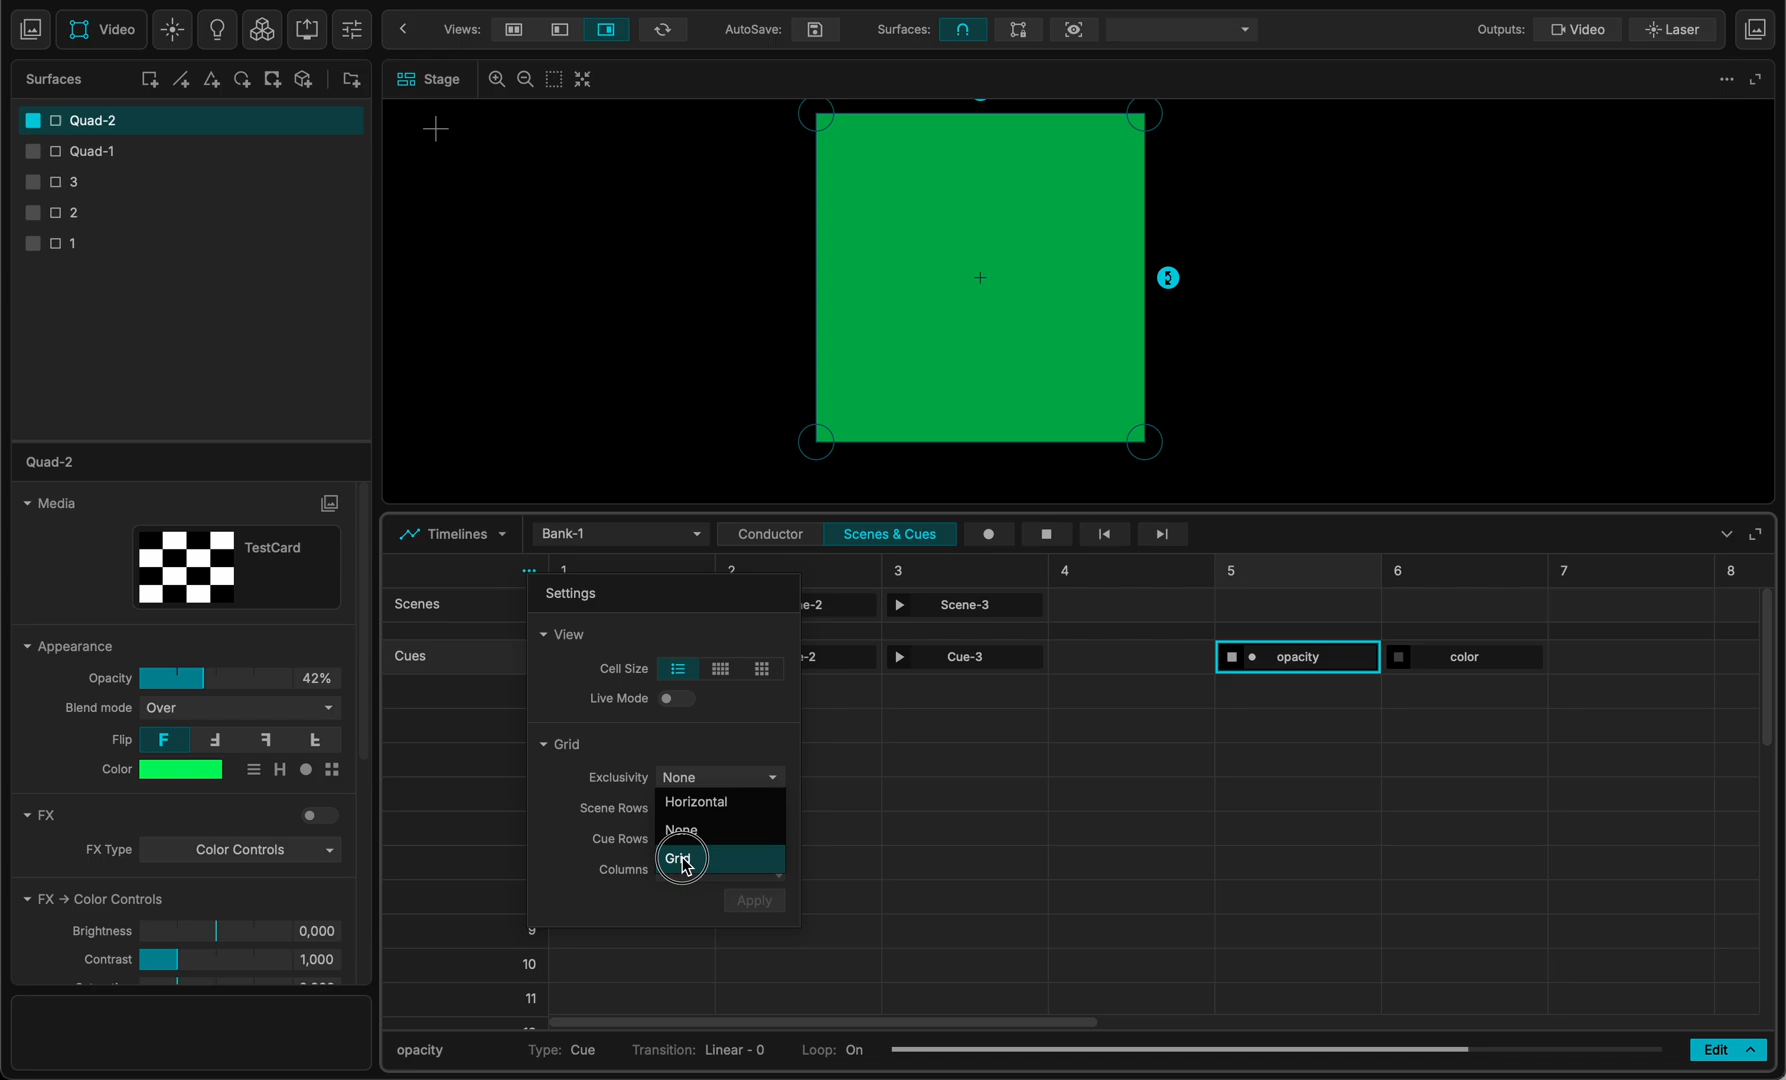 Video
Views:
AutoSave:
Surfaces:
Outputs:
Video
Laser
Surfaces
Stage
Quad-2
Quad-1
3
2
1
Quad-2
Media
TestCard
Appearance
Opacity 42%
Blend mode Over
Flip F
Color H
FX
FX Type Color Controls
FX → Color Controls
Brightness 0,000
Contrast 1,000
Timelines Bank-1 Conductor Scenes & Cues
1 2 3 4 5 6 7 8
Scenes e-2 Scene-3
Cues -2 Cue-3 opacity color
Settings
View
Cell Size
Live Mode
Grid
Exclusivity None
Scene Rows Horizontal
Cue Rows None
Columns Grid
Apply
9
10
11
opacity Type: Cue Transition: Linear - 0 Loop: On Edit